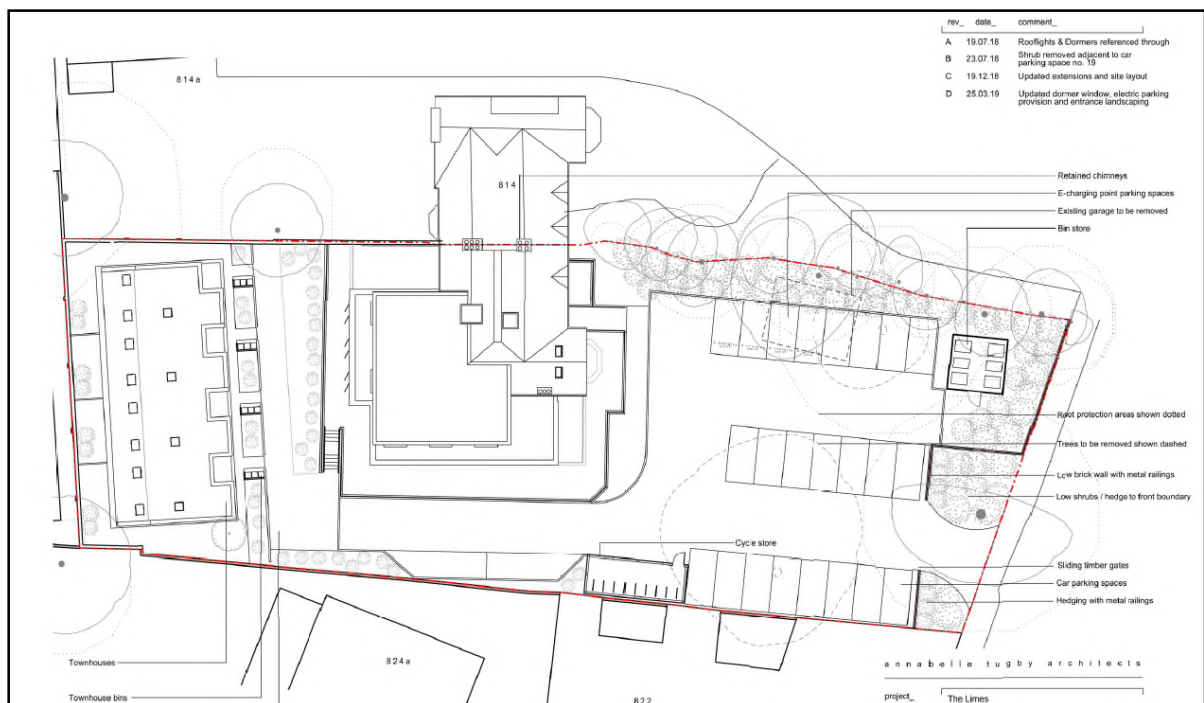 rev_ date_ comment_
A 19.07.18 Rooflights & Dormers referenced through
B 23.07.18 Shrub removed adjacent to car
parking space no. 19
C 19.12.18 Updated extensions and site layout
D 25.03.19 Updated dormer window, electric parking
provision and entrance landscaping
814a
814
Retained chimneys
E-charging point parking spaces
Existing garage to be removed
Bin store
Root protection areas shown dotted
Trees to be removed shown dashed
Low brick wall with metal railings
Low shrubs / hedge to front boundary
Cycle store
Sliding timber gates
Car parking spaces
Hedging with metal railings
Townhouses
824a
annabelle tugby architects
Townhouse bins
822
project_ The Limes